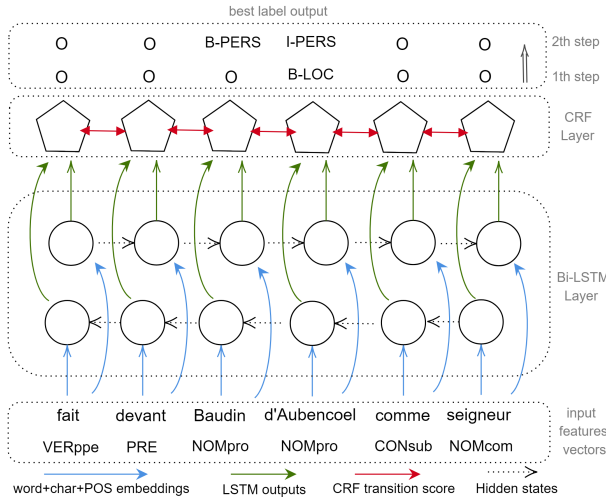 best label output
O O B-PERS I-PERS O O 2th step
O O O B-LOC O O 1th step
CRF
Layer
Bi-LSTM
Layer
fait devant Baudin d'Aubencoel comme seigneur
VERppe PRE NOMpro NOMpro CONsub NOMcom
input
features
vectors
word+char+POS embeddings LSTM outputs CRF transition score Hidden states